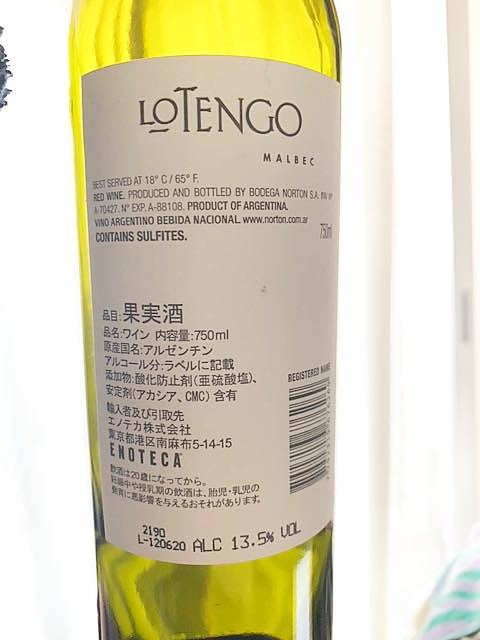 LOTENGO
MALBEC
BEST SERVED AT 18° C / 65° F.
RED WINE. PRODUCED AND BOTTLED BY BODEGA NORTON S.A.
A-70427. N° EXP. A-88108. PRODUCT OF ARGENTINA.
VINO ARGENTINO BEBIDA NACIONAL www.norton.com.ar
CONTAINS SULFITES.
750ml
品目:果実酒
品名:ワイン 内容量:750ml
原産国名:アルゼンチン
アルコール分:ラベルに記載
添加物:酸化防止剤(亜硫酸塩)、
安定剤(アカシア、CMC)含有
輸入者及び引取先
エノテカ株式会社
東京都港区南麻布5-14-15
ENOTECA
飲酒は20歳になってから。
妊娠中や授乳期の飲酒は、胎児・乳児の
発育に悪影響を与えるおそれがあります。
REGISTERED NAME
2190
L-120620 ALC 13.5% VOL